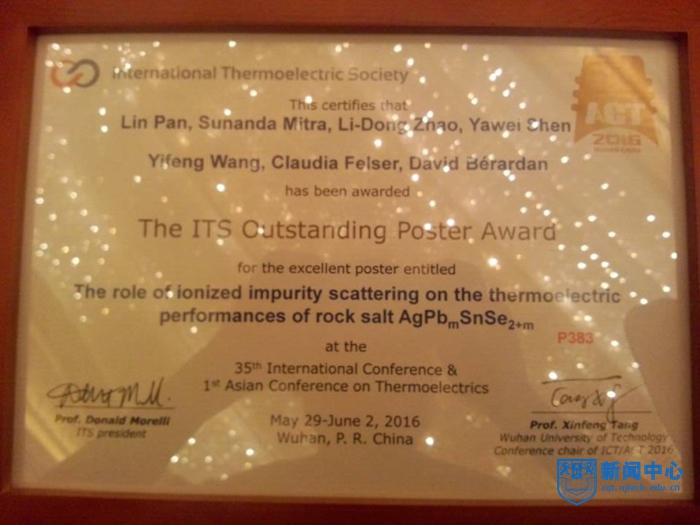 International Thermoelectric Society
ACT
2016
This certifies that
Lin Pan, Sunanda Mitra, Li-Dong Zhao, Yawei Shen
Yifeng Wang, Claudia Felser, David Bérardan
has been awarded
The ITS Outstanding Poster Award
for the excellent poster entitled
The role of ionized impurity scattering on the thermoelectric
performances of rock salt AgPbₘSnSe₂₊ₘ
P383
at the
35th International Conference &
1st Asian Conference on Thermoelectrics
May 29-June 2, 2016
Wuhan, P. R. China
Prof. Donald Morelli
ITS president
Prof. Xinfeng Tang
Wuhan University of Technology
Conference chair of ICT/ACT 2016
新闻中心